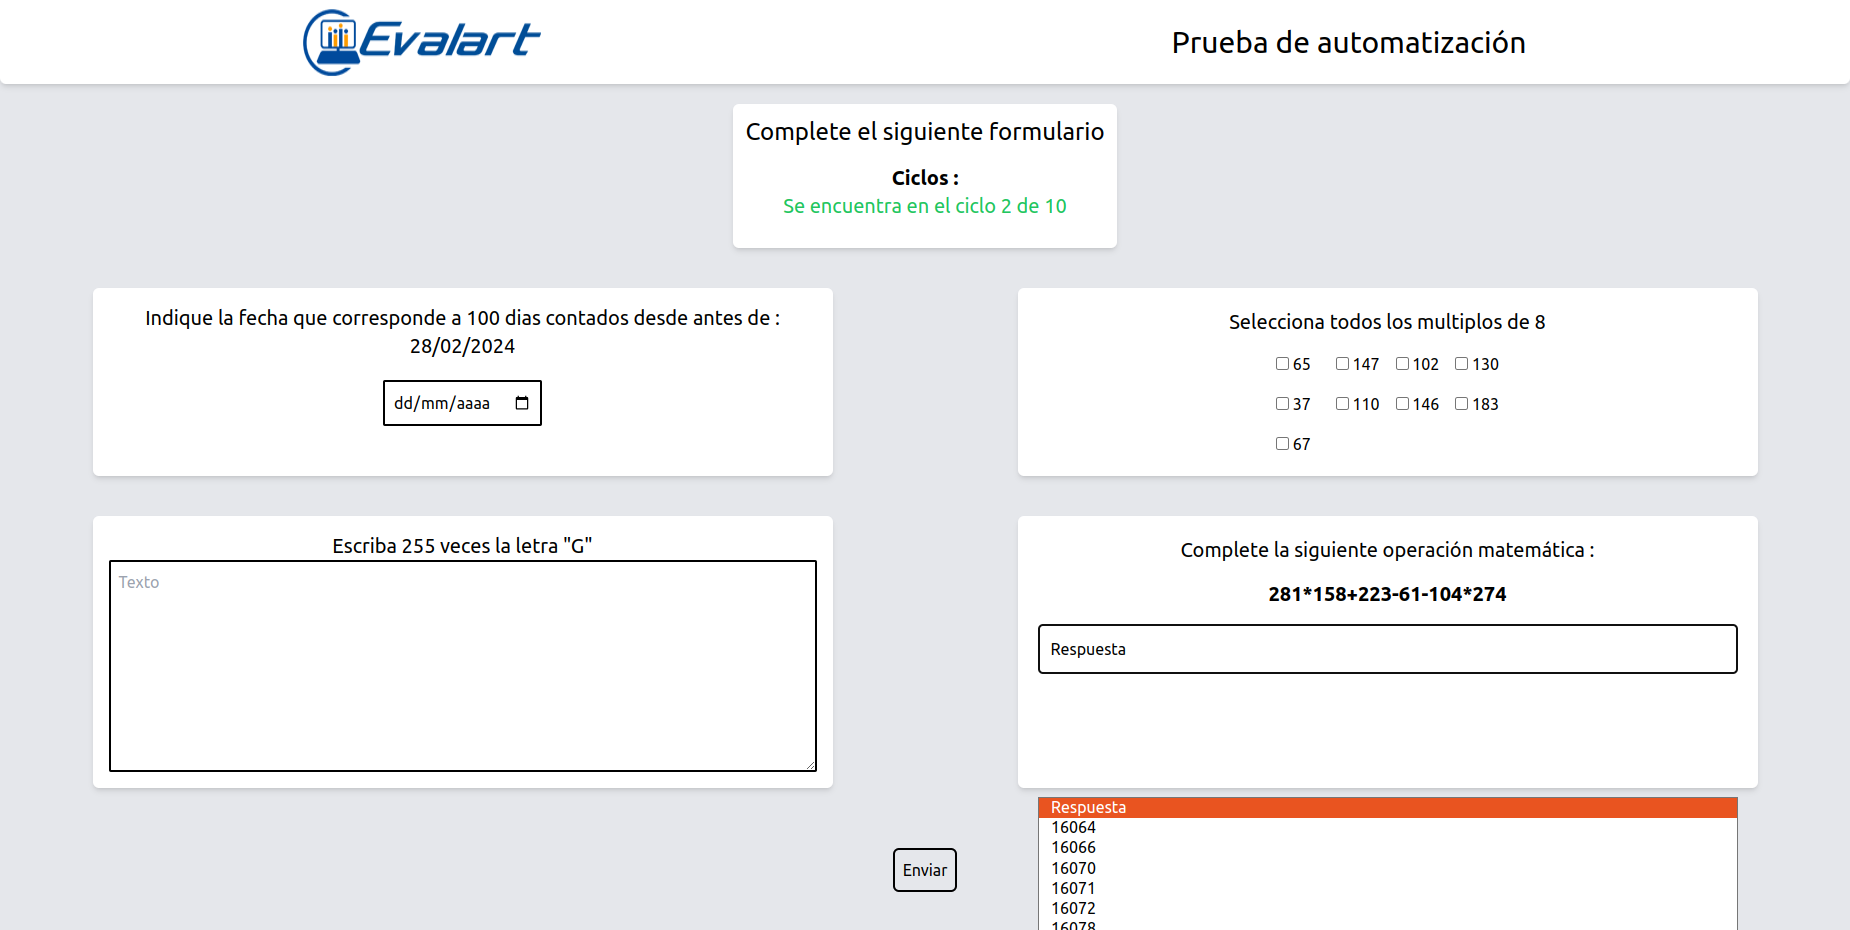 Evalart
Prueba de automatización
Complete el siguiente formulario
Ciclos :
Se encuentra en el ciclo 2 de 10
Indique la fecha que corresponde a 100 dias contados desde antes de :
28/02/2024
dd/mm/aaaa
Selecciona todos los multiplos de 8
65 147 102 130
37 110 146 183
67
Escriba 255 veces la letra "G"
Texto
Complete la siguiente operación matemática :
281*158+223-61-104*274
Respuesta
Respuesta
16064
16066
16070
16071
16072
16078
Enviar